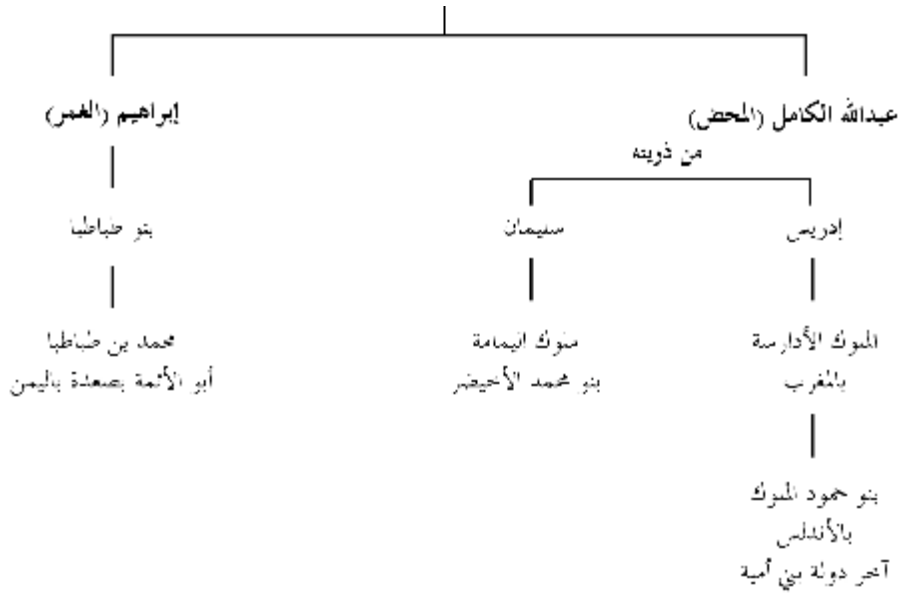 عبدالله الكامل (المحض)
إبراهيم (الغمر)
من ذويته
إدريس
سليمان
بنو طباطبا
الملوك الأدارسة
بالمغرب
ملوك اليمامة
بنو محمد الأخيضر
محمد بن طباطبا
أبو الأئمة بصعدة باليمن
بنو حمود الملوك
بالأندلس
آخر دولة بني أمية